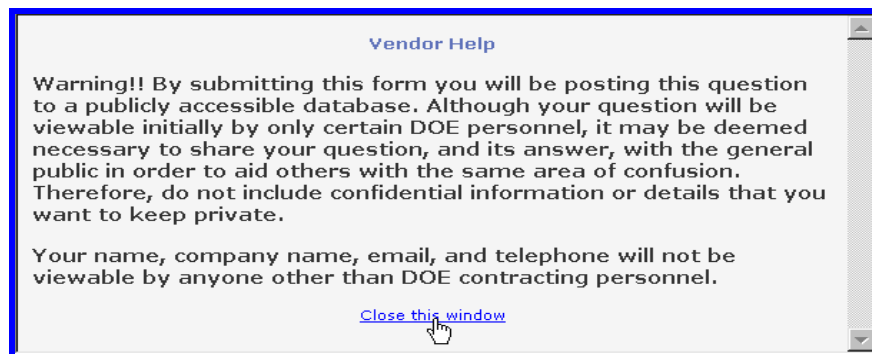 Vendor Help
Warning!! By submitting this form you will be posting this question
to a publicly accessible database. Although your question will be
viewable initially by only certain DOE personnel, it may be deemed
necessary to share your question, and its answer, with the general
public in order to aid others with the same area of confusion.
Therefore, do not include confidential information or details that you
want to keep private.
Your name, company name, email, and telephone will not be
viewable by anyone other than DOE contracting personnel.
Close this window